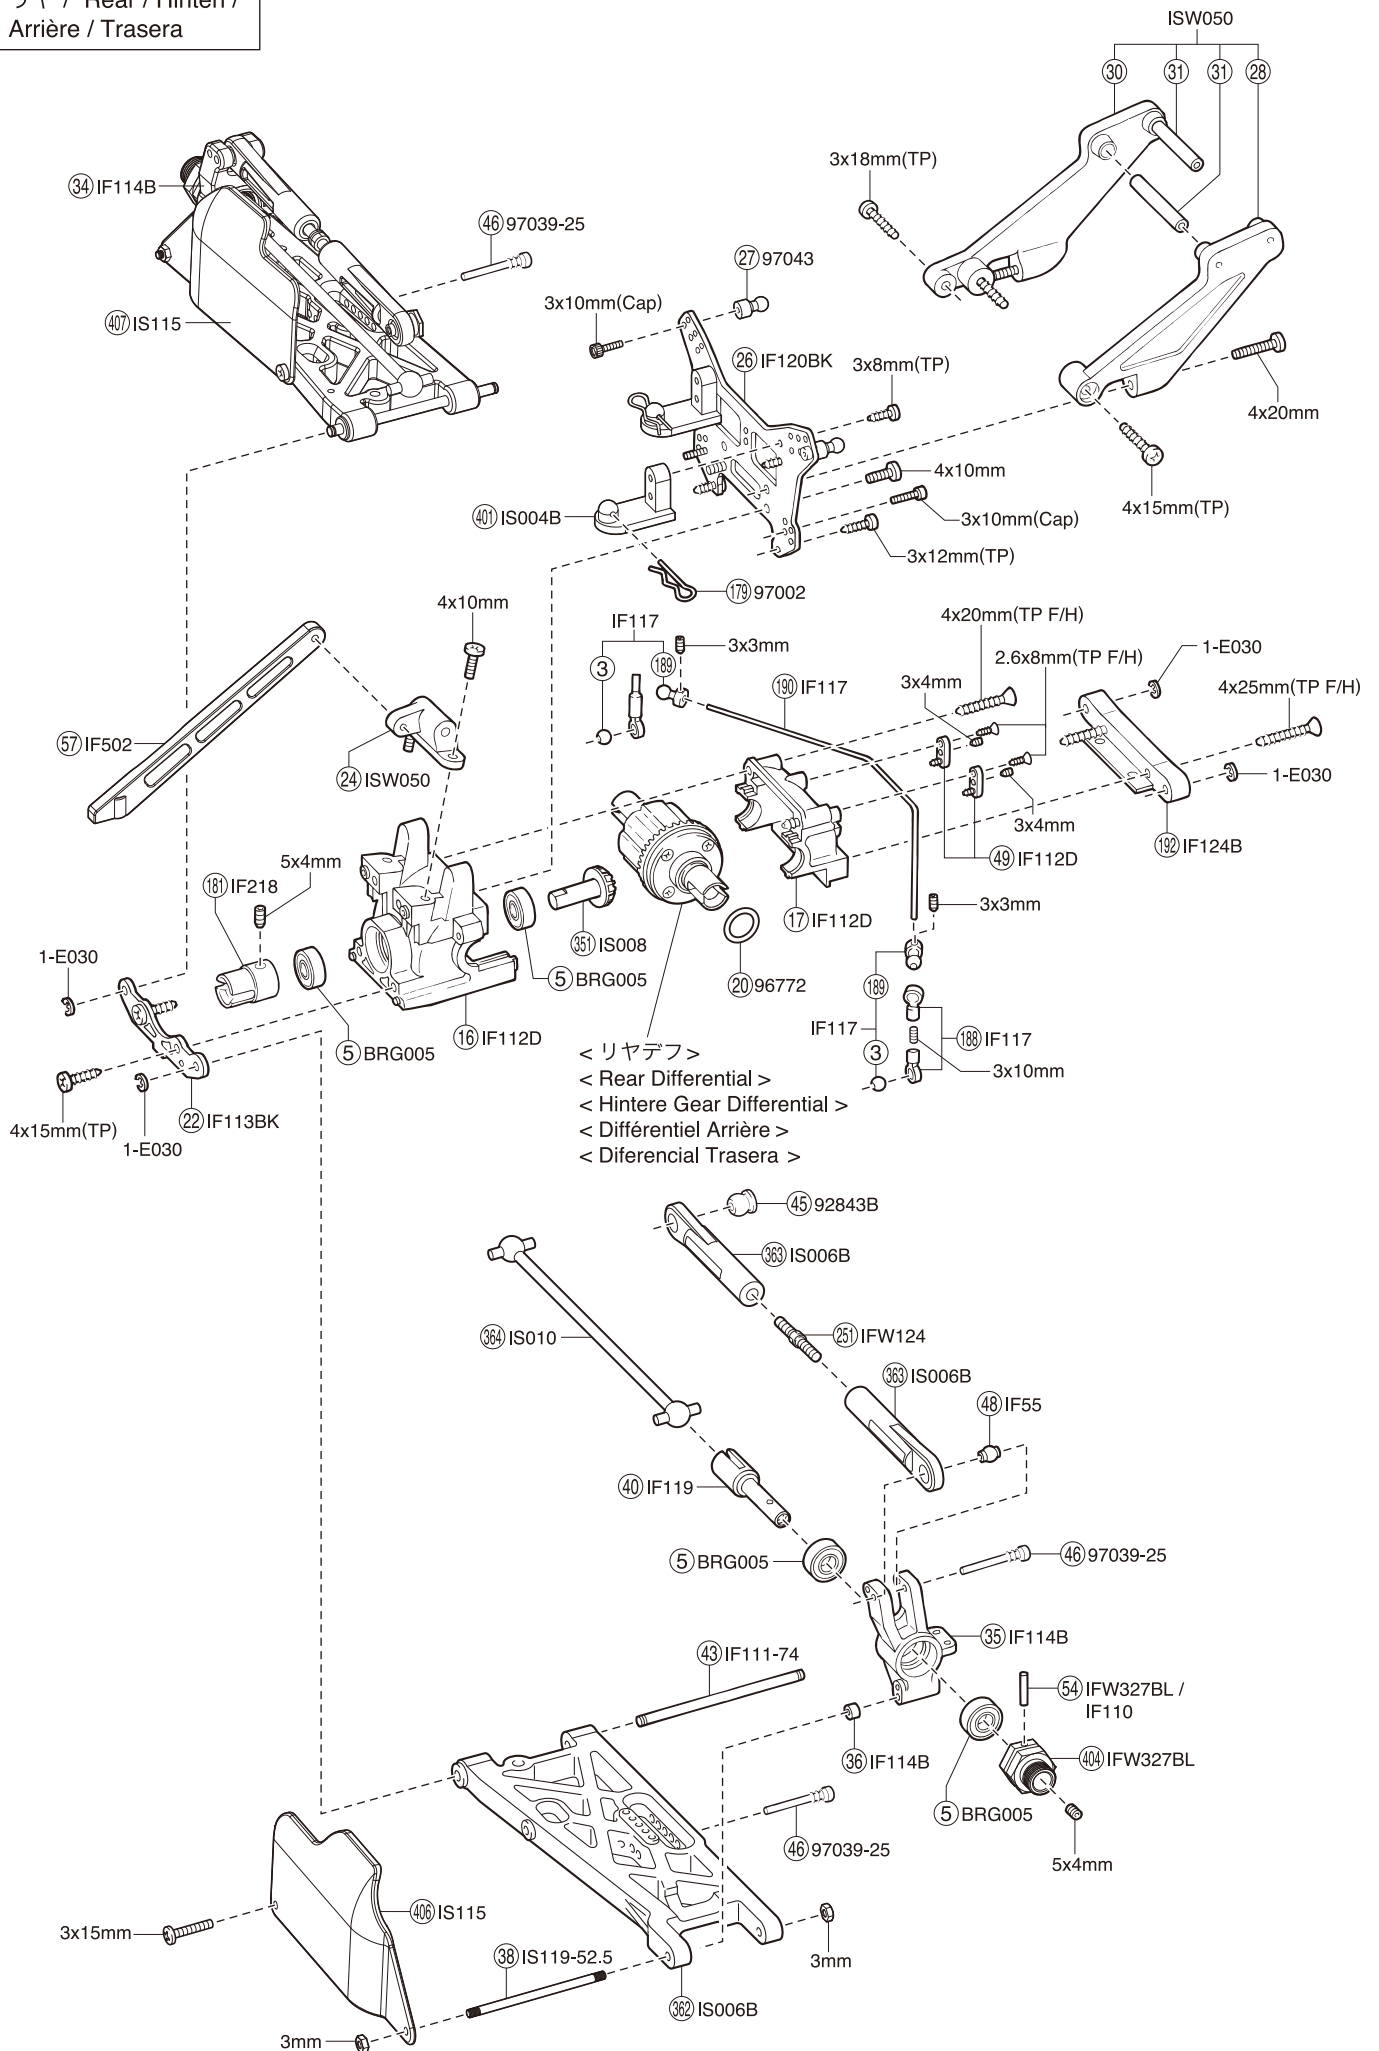 リヤ / Rear / Hinten /
Arrière / Trasera
ISW050
30 31 31 28
3x18mm(TP)
34 IF114B
46 97039-25
27 97043
3x10mm(Cap)
407 IS115
26 IF120BK
3x8mm(TP)
4x20mm
4x10mm
4x15mm(TP)
401 IS004B
3x10mm(Cap)
3x12mm(TP)
179 97002
4x10mm
IF117
3x3mm
4x20mm(TP F/H)
1-E030
2.6x8mm(TP F/H)
3 189
190 IF117
3x4mm
4x25mm(TP F/H)
57 IF502
24 ISW050
1-E030
3x4mm
192 IF124B
49 IF112D
5x4mm
181 IF218
17 IF112D
3x3mm
351 IS008
1-E030
5 BRG005
20 96772
189
16 IF112D
IF117
188 IF117
5 BRG005
3
3x10mm
< リヤデフ >
< Rear Differential >
< Hintere Gear Differential >
< Différentiel Arrière >
< Diferencial Trasera >
22 IF113BK
4x15mm(TP)
1-E030
45 92843B
363 IS006B
364 IS010
251 IFW124
363 IS006B
48 IF55
40 IF119
5 BRG005
46 97039-25
35 IF114B
43 IF111-74
54 IFW327BL /
IF110
36 IF114B
404 IFW327BL
5 BRG005
46 97039-25
5x4mm
406 IS115
3x15mm
38 IS119-52.5
3mm
362 IS006B
3mm